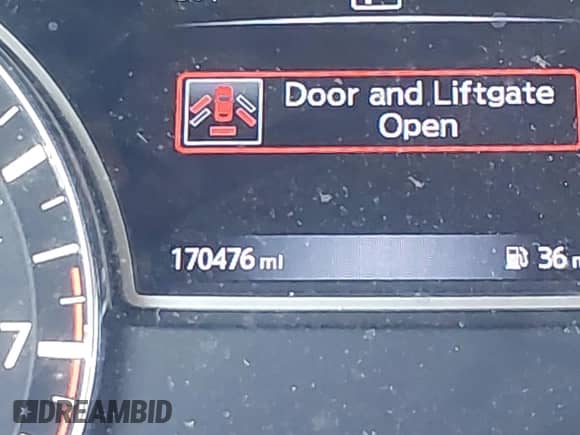 Door and Liftgate
Open
170476 mi
36
7
DREAMBID